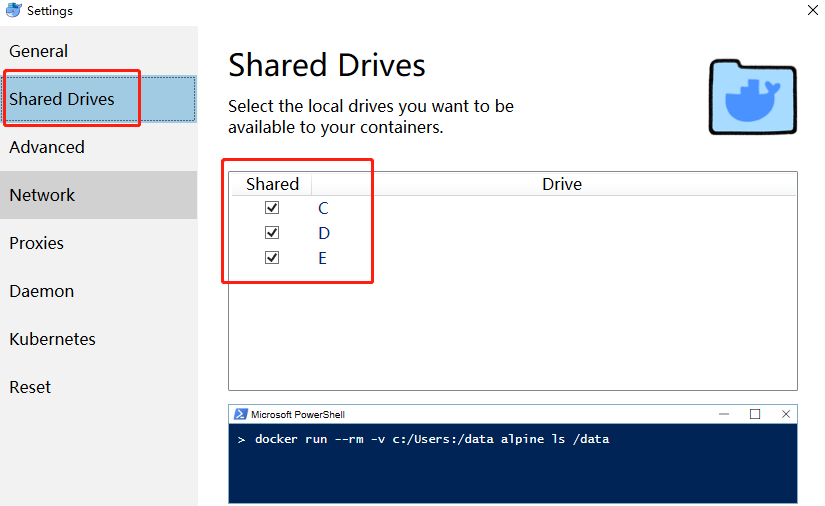 Settings
General
Shared Drives
Advanced
Network
Proxies
Daemon
Kubernetes
Reset
Shared Drives
Select the local drives you want to be
available to your containers.
Shared Drive
C
D
E
Microsoft PowerShell
> docker run --rm -v c:/Users:/data alpine ls /data